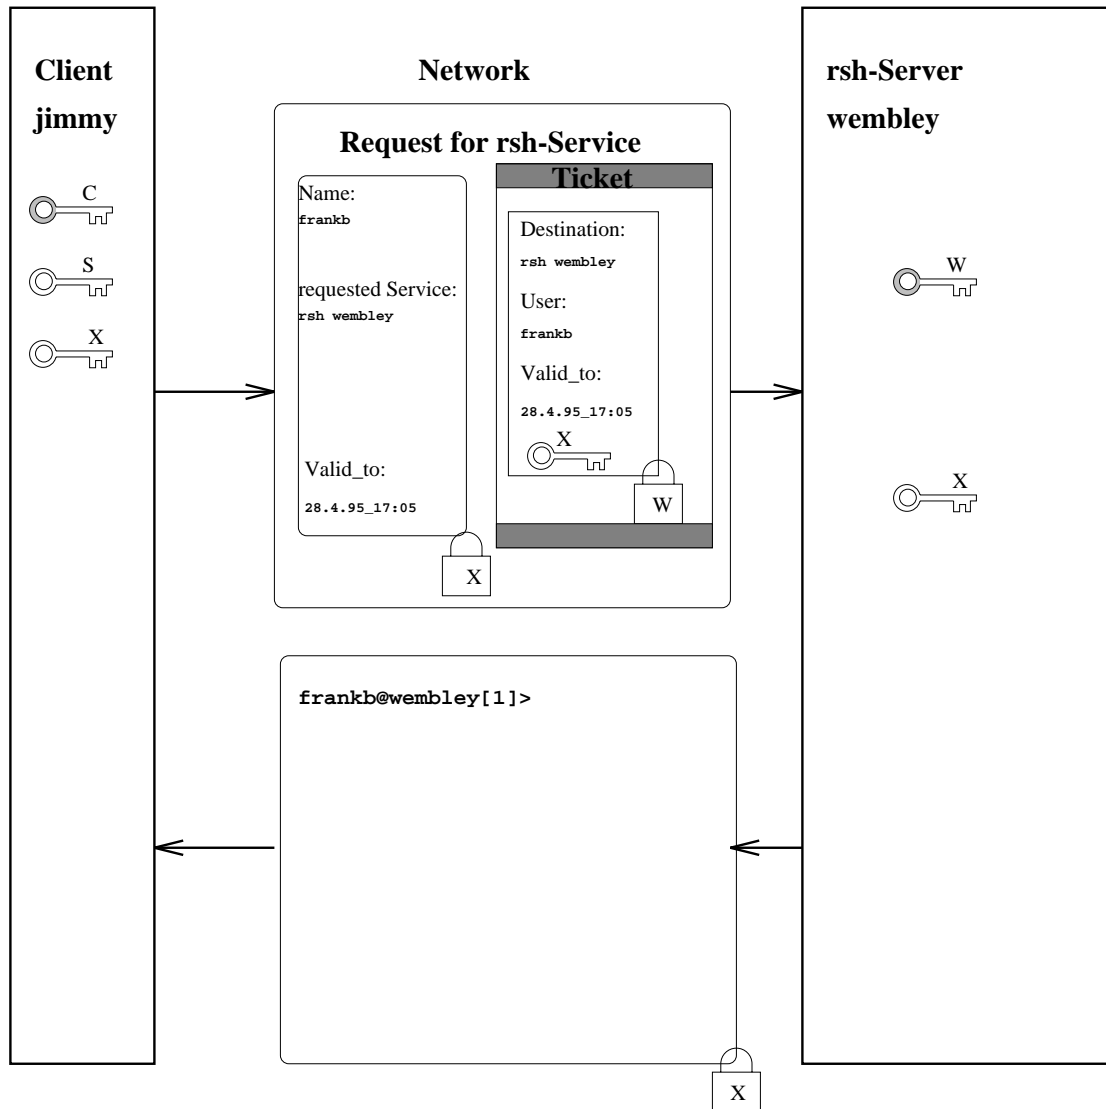 Client
jimmy
C
S
X
Network
Request for rsh-Service
Name:
frankb
requested Service:
rsh wembley
Valid_to:
28.4.95_17:05
X
Ticket
Destination:
rsh wembley
User:
frankb
Valid_to:
28.4.95_17:05
X
W
rsh-Server
wembley
W
X
frankb@wembley[1]>
X